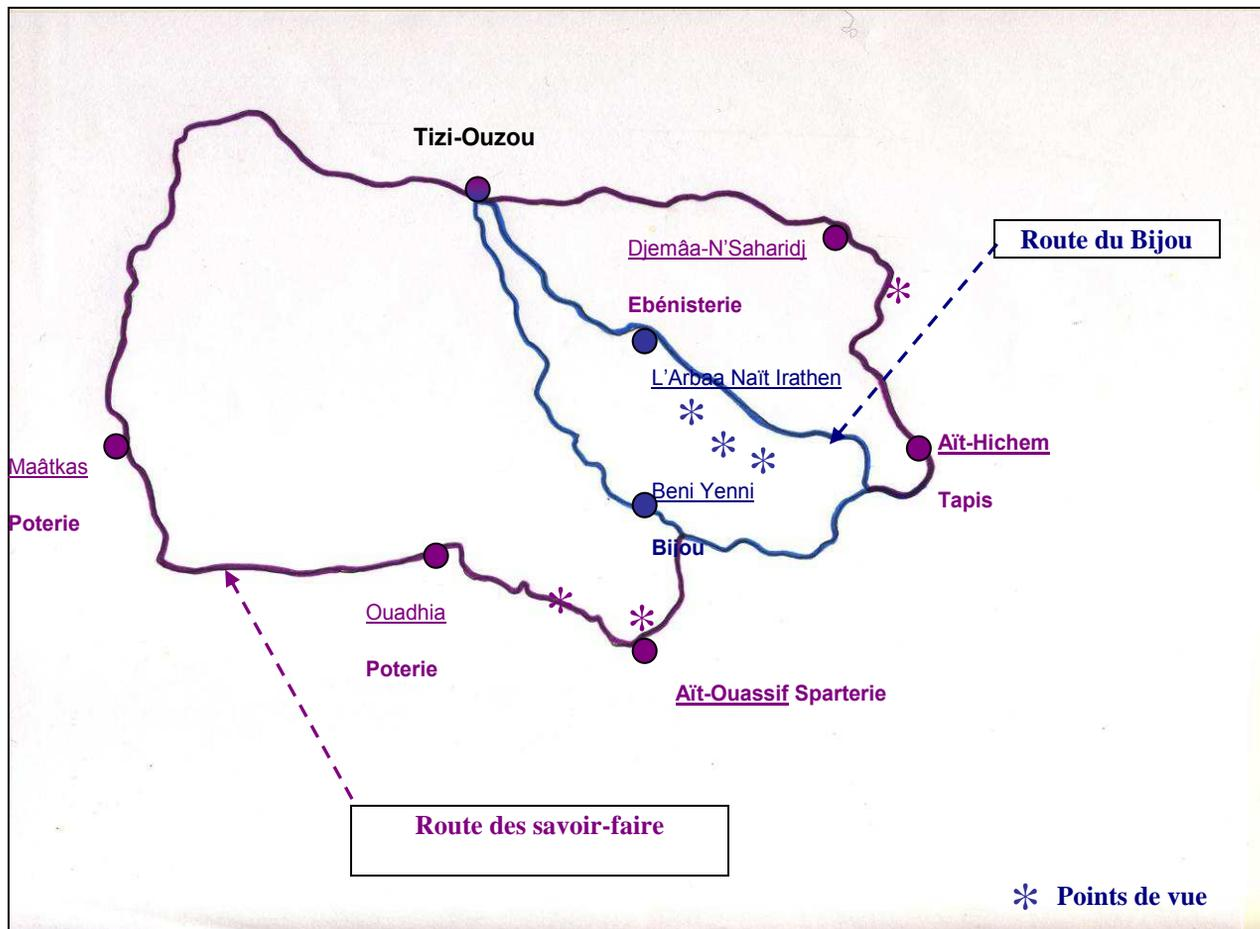 Tizi-Ouzou
Djemâa-N'Saharidj
Route du Bijou
Ebénisterie
L'Arbaa Naït Irathen
Aït-Hichem
Maâtkas
Beni Yenni
Tapis
Poterie
Bijou
Ouadhia
Poterie
Aït-Ouassif Sparterie
Route des savoir-faire
Points de vue